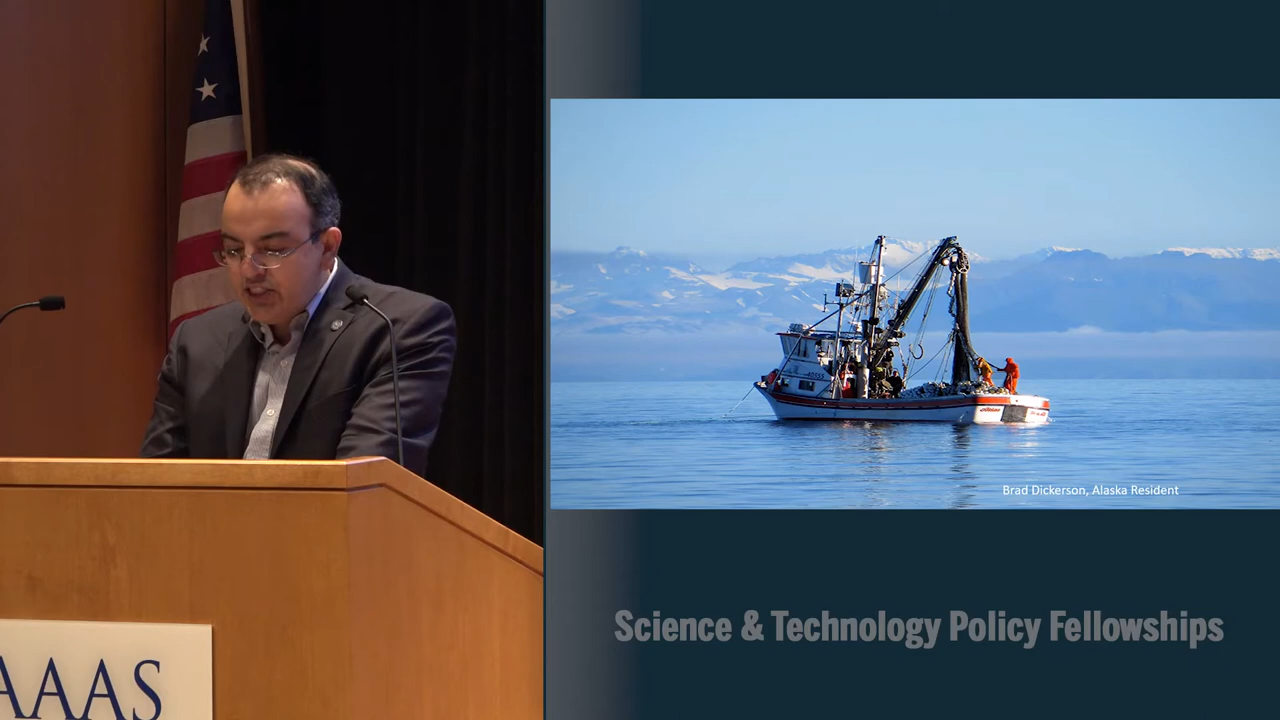 AAAS
Brad Dickerson, Alaska Resident
Science & Technology Policy Fellowships